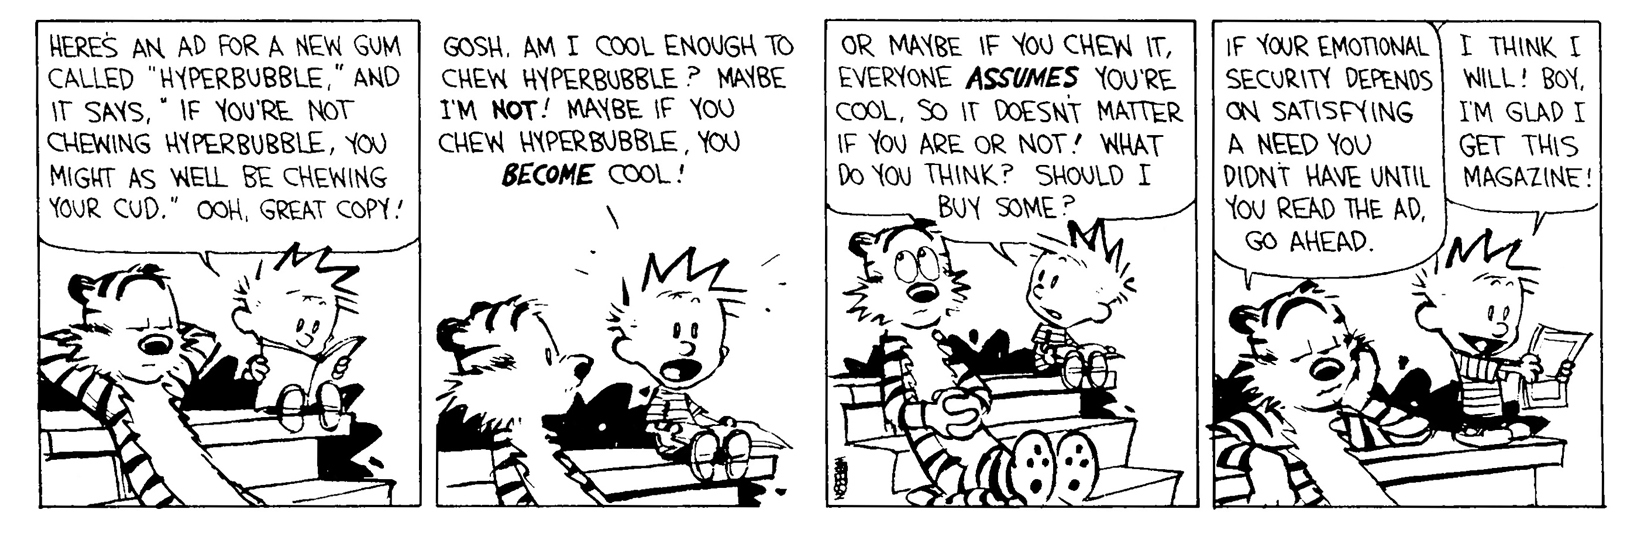 HERE'S AN AD FOR A NEW GUM
CALLED "HYPERBUBBLE," AND
IT SAYS, "IF YOU'RE NOT
CHEWING HYPERBUBBLE, YOU
MIGHT AS WELL BE CHEWING
YOUR CUD." OOH, GREAT COPY!
GOSH. AM I COOL ENOUGH TO
CHEW HYPERBUBBLE? MAYBE
I'M NOT! MAYBE IF YOU
CHEW HYPERBUBBLE, YOU
BECOME COOL!
OR MAYBE IF YOU CHEW IT,
EVERYONE ASSUMES YOU'RE
COOL, SO IT DOESN'T MATTER
IF YOU ARE OR NOT! WHAT
DO YOU THINK? SHOULD I
BUY SOME?
WATTERSON
IF YOUR EMOTIONAL
SECURITY DEPENDS
ON SATISFYING
A NEED YOU
DIDN'T HAVE UNTIL
YOU READ THE AD,
GO AHEAD.
I THINK I
WILL! BOY,
I'M GLAD I
GET THIS
MAGAZINE!